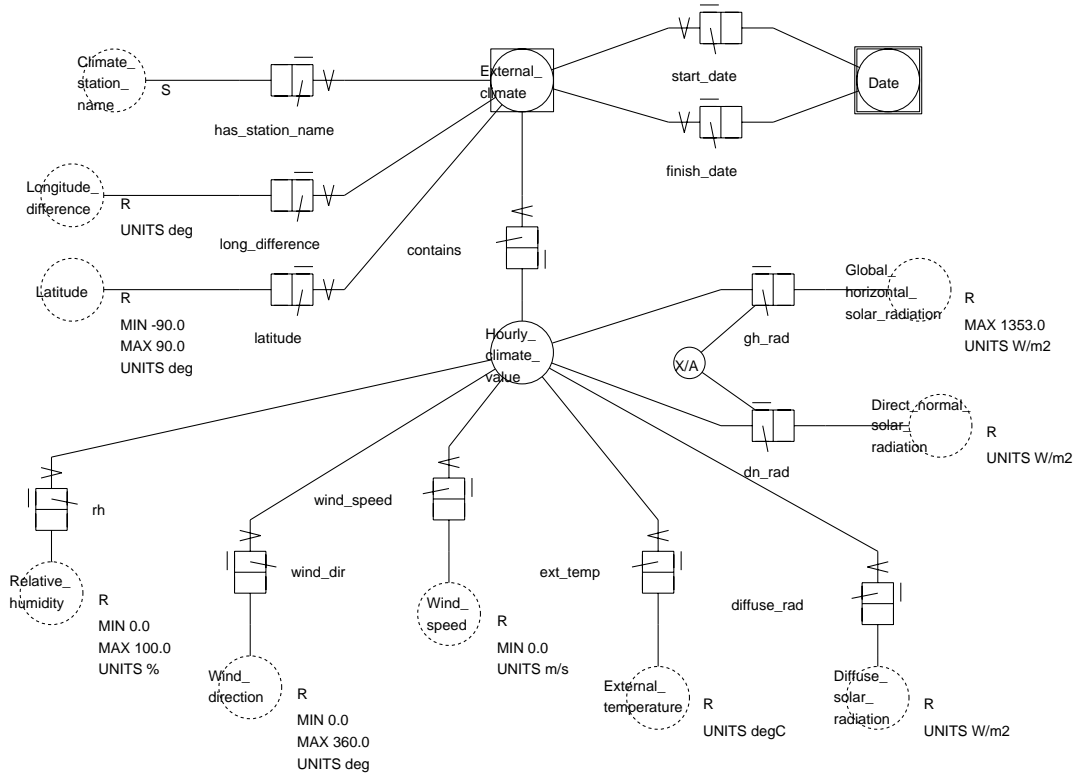 Climate_
station_
name
S
has_station_name
External_
climate
start_date
Date
finish_date
Longitude_
difference
R
UNITS deg
long_difference
contains
Latitude
R
MIN -90.0
MAX 90.0
UNITS deg
latitude
Global_
horizontal_
solar_radiation
R
MAX 1353.0
UNITS W/m2
gh_rad
Hourly_
climate_
value
X/A
Direct_normal_
solar_
radiation
R
UNITS W/m2
dn_rad
rh
wind_speed
wind_dir
ext_temp
diffuse_rad
Relative_
humidity
R
MIN 0.0
MAX 100.0
UNITS %
Wind_
direction
R
MIN 0.0
MAX 360.0
UNITS deg
Wind_
speed
R
MIN 0.0
UNITS m/s
External_
temperature
R
UNITS degC
Diffuse_
solar_
radiation
R
UNITS W/m2